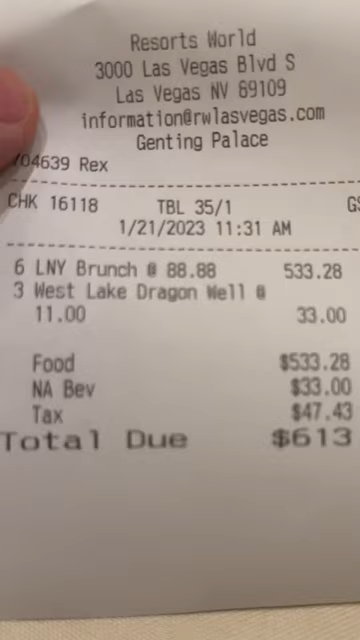 Resorts World
3000 Las Vegas Blvd S
Las Vegas NV 89109
information@rwlasvegas.com
Genting Palace
704639 Rex
CHK 16118 TBL 35/1 GS
1/21/2023 11:31 AM
6 LNY Brunch @ 88.88 533.28
3 West Lake Dragon Well @
11.00 33.00
Food $533.28
NA Bev $33.00
Tax $47.43
Total Due $613